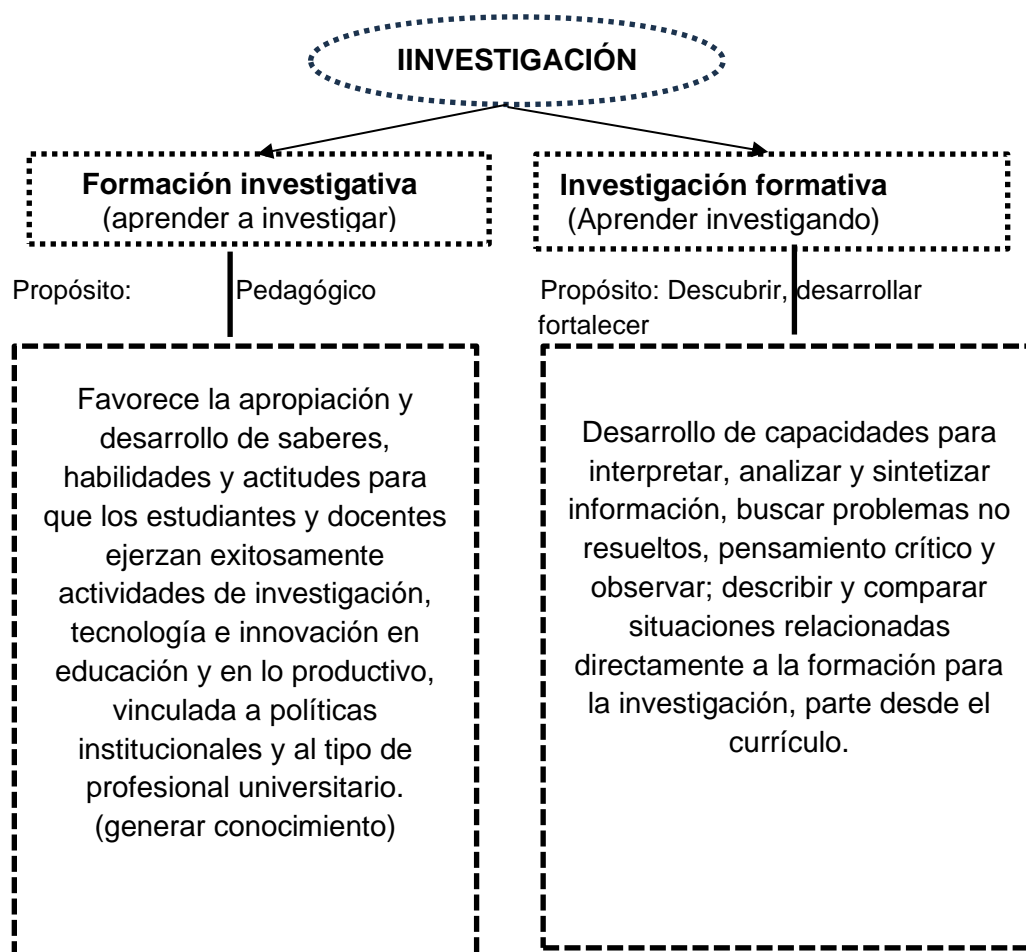 IINVESTIGACIÓN
Formación investigativa
(aprender a investigar)
Propósito: Pedagógico
Favorece la apropiación y
desarrollo de saberes,
habilidades y actitudes para
que los estudiantes y docentes
ejerzan exitosamente
actividades de investigación,
tecnología e innovación en
educación y en lo productivo,
vinculada a políticas
institucionales y al tipo de
profesional universitario.
(generar conocimiento)
Investigación formativa
(Aprender investigando)
Propósito: Descubrir, desarrollar
fortalecer
Desarrollo de capacidades para
interpretar, analizar y sintetizar
información, buscar problemas no
resueltos, pensamiento crítico y
observar; describir y comparar
situaciones relacionadas
directamente a la formación para
la investigación, parte desde el
currículo.